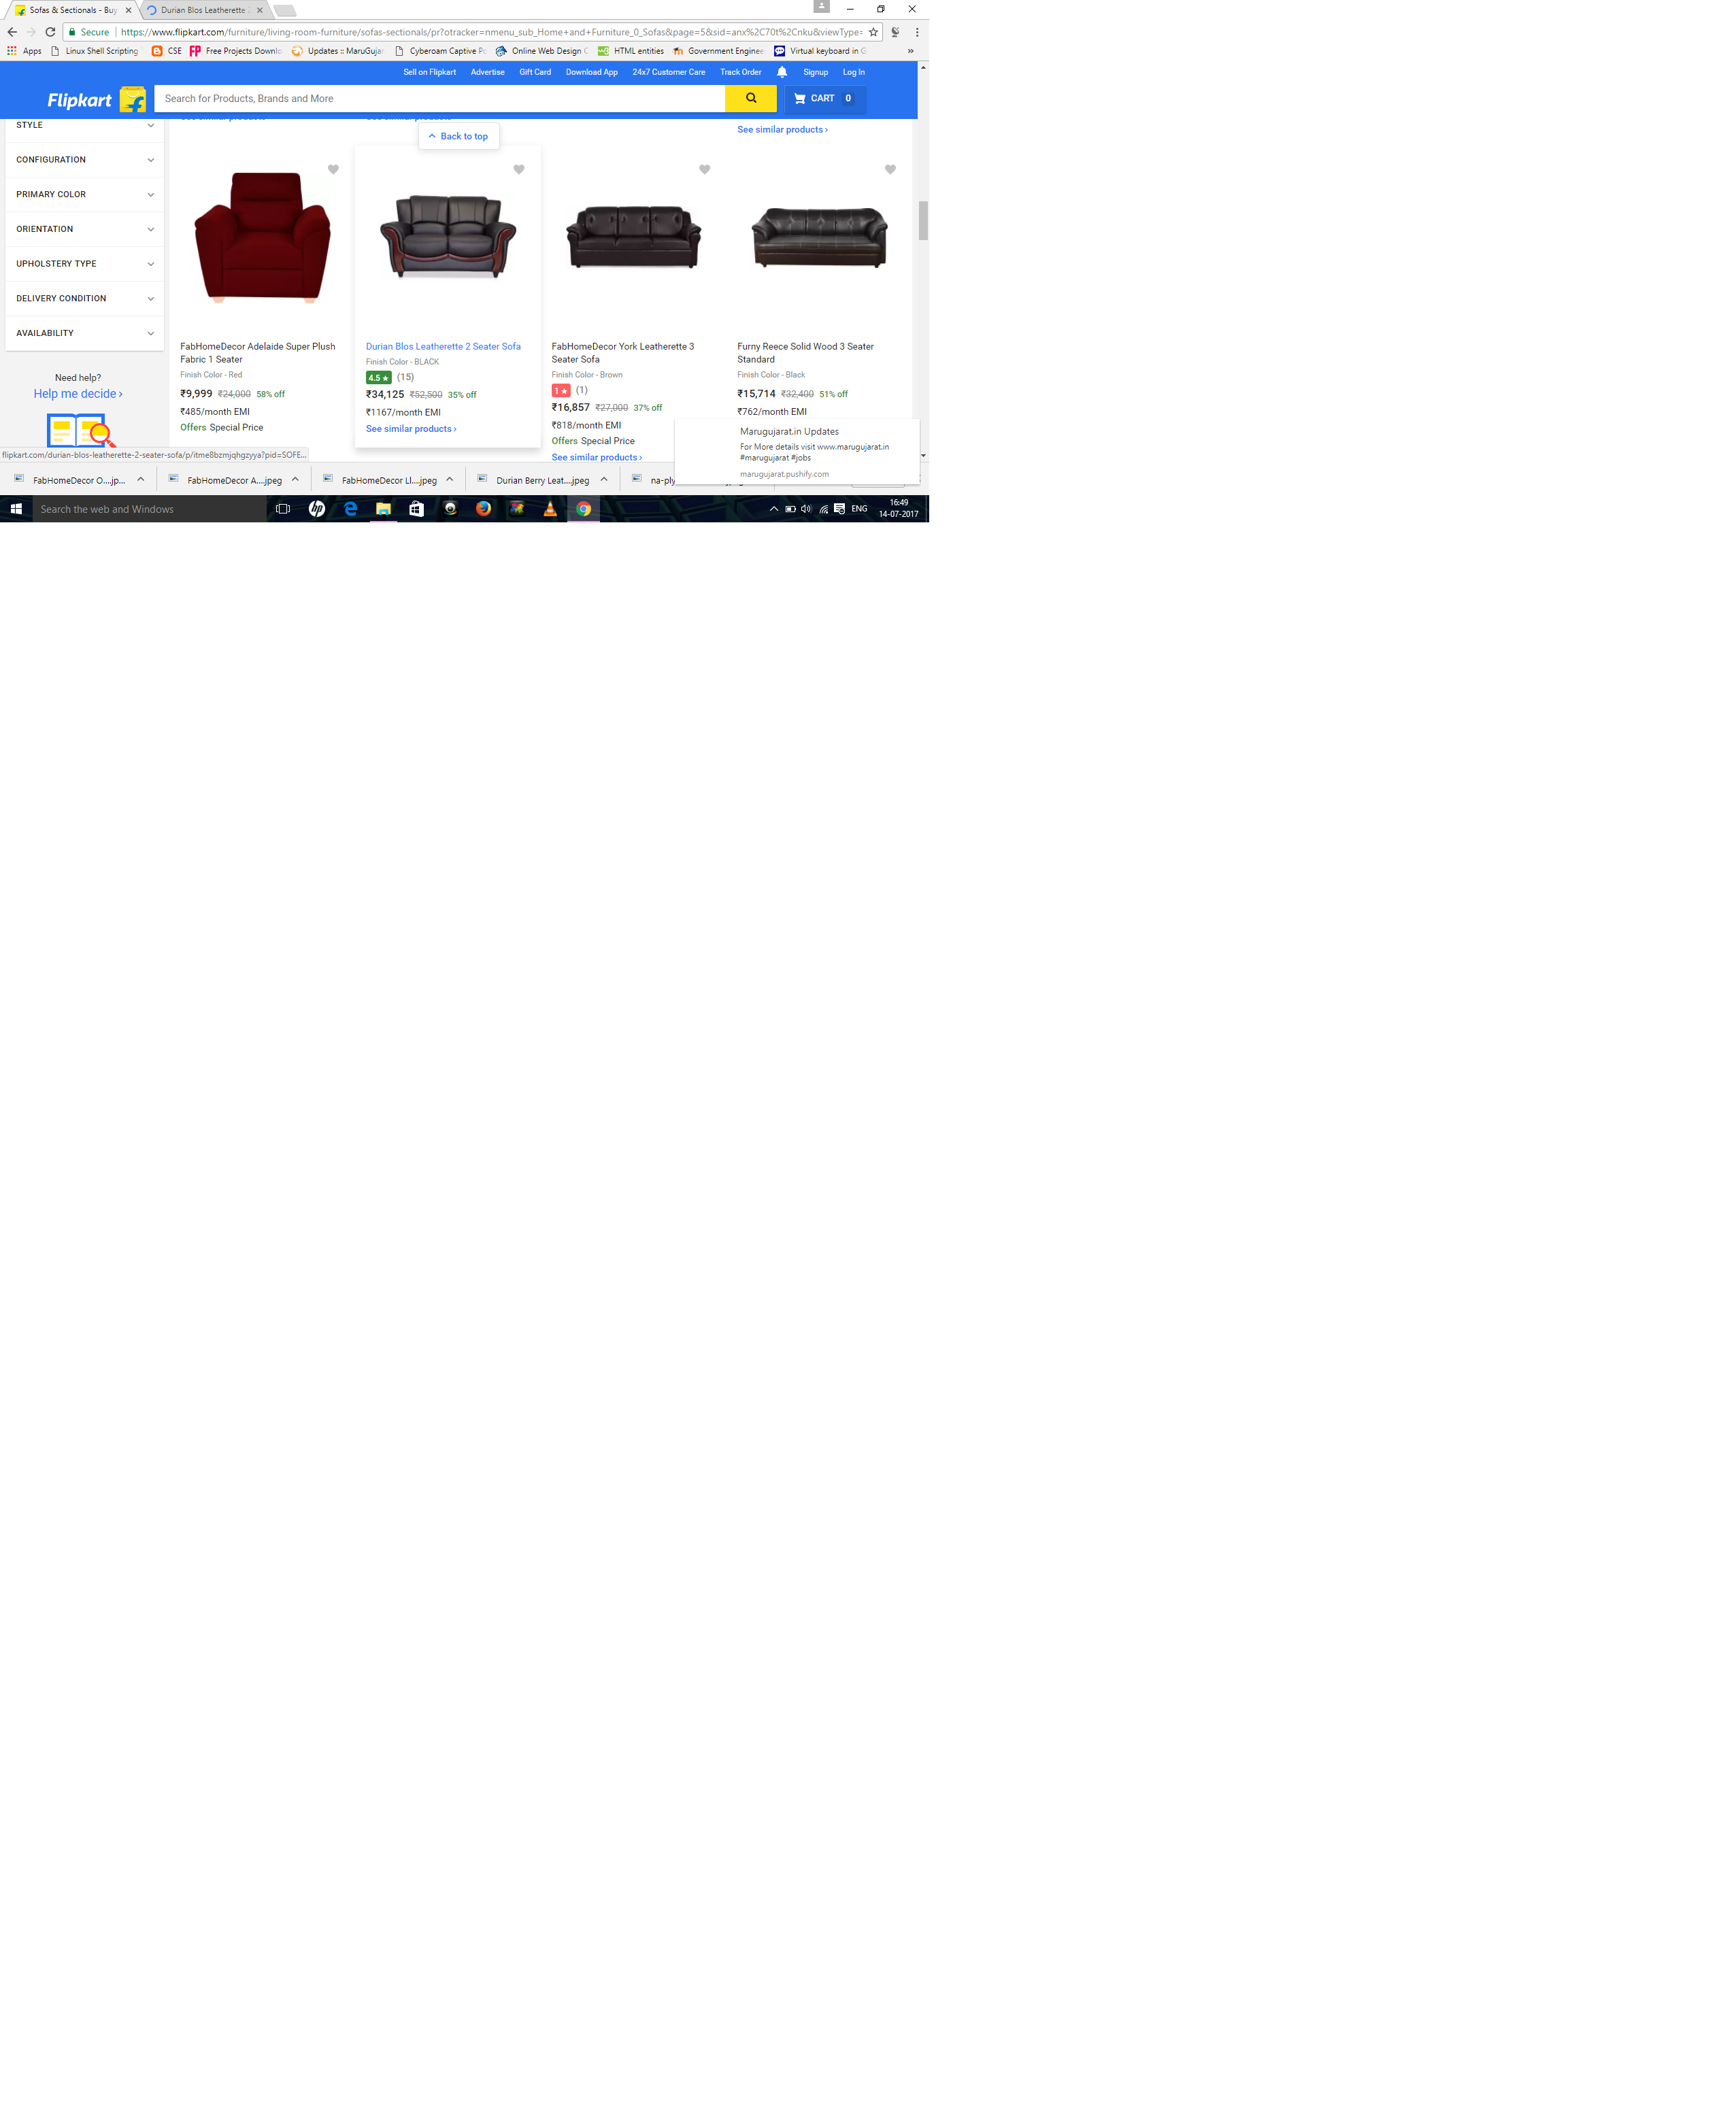 Sofas & Sectionals - Buy
Durian Blos Leatherette
Secure
https://www.flipkart.com/furniture/living-room-furniture/sofas-sectionals/pr?otracker=nmenu_sub_Home+and+Furniture_0_Sofas&page=5&sid=anx%2C70t%2Cnku&viewType=
Apps
Linux Shell Scripting
CSE
Free Projects Downlo
Updates :: MaruGujar
Cyberoam Captive Po
Online Web Design C
HTML entities
Government Enginee
Virtual keyboard in G
»
Sell on Flipkart
Advertise
Gift Card
Download App
24x7 Customer Care
Track Order
Signup
Log In
Flipkart
Search for Products, Brands and More
CART 0
See similar products ›
Back to top
STYLE
CONFIGURATION
PRIMARY COLOR
ORIENTATION
UPHOLSTERY TYPE
DELIVERY CONDITION
AVAILABILITY
Need help?
Help me decide ›
FabHomeDecor Adelaide Super Plush
Fabric 1 Seater
Finish Color - Red
₹9,999 ₹24,000 58% off
₹485/month EMI
Offers Special Price
Durian Blos Leatherette 2 Seater Sofa
Finish Color - BLACK
4.5 ★ (15)
₹34,125 ₹52,500 35% off
₹1167/month EMI
See similar products ›
FabHomeDecor York Leatherette 3
Seater Sofa
Finish Color - Brown
1 ★ (1)
₹16,857 ₹27,000 37% off
₹818/month EMI
Offers Special Price
See similar products ›
Furny Reece Solid Wood 3 Seater
Standard
Finish Color - Black
₹15,714 ₹32,400 51% off
₹762/month EMI
Marugujarat.in Updates
For More details visit www.marugujarat.in
#marugujarat #jobs
marugujarat.pushify.com
flipkart.com/durian-blos-leatherette-2-seater-sofa/p/itme8bzmjqhgzyya?pid=SOFE...
FabHomeDecor O....jp...
FabHomeDecor A....jpeg
FabHomeDecor Ll....jpeg
Durian Berry Leat....jpeg
na-ply
Search the web and Windows
hp
ENG
16:49
14-07-2017